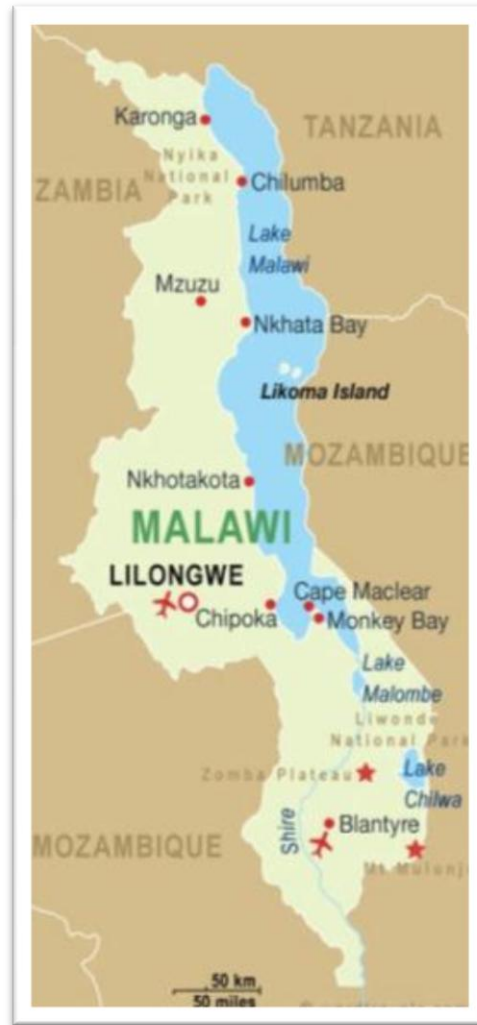 Karonga
TANZANIA
Nyika
National
Park
ZAMBIA
Chilumba
Lake
Malawi
Mzuzu
Nkhata Bay
Likoma Island
MOZAMBIQUE
Nkhotakota
MALAWI
LILONGWE
Cape Maclear
Chipoka
Monkey Bay
Lake
Malombe
Liwonde
National Park
Zomba Plateau
Lake
Chilwa
Shire
Blantyre
MOZAMBIQUE
Mt Mulanje
50 km
50 miles